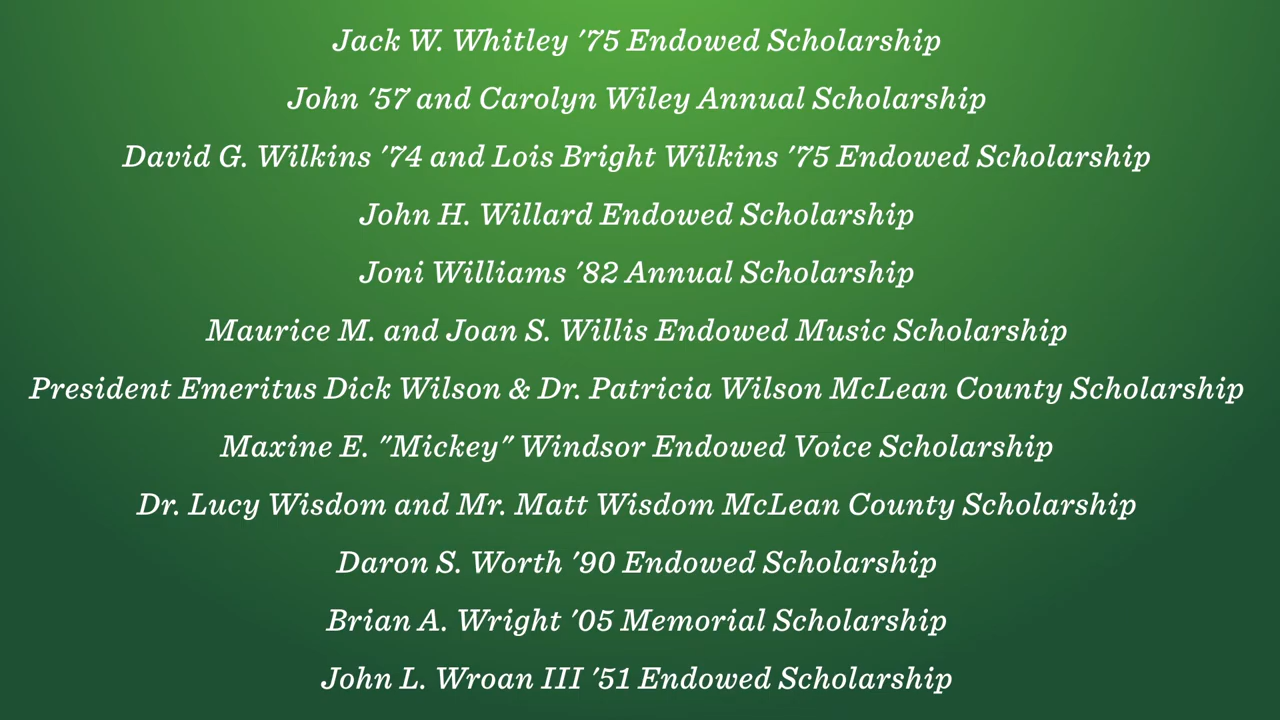 Jack W. Whitley '75 Endowed Scholarship
John '57 and Carolyn Wiley Annual Scholarship
David G. Wilkins '74 and Lois Bright Wilkins '75 Endowed Scholarship
John H. Willard Endowed Scholarship
Joni Williams '82 Annual Scholarship
Maurice M. and Joan S. Willis Endowed Music Scholarship
President Emeritus Dick Wilson & Dr. Patricia Wilson McLean County Scholarship
Maxine E. "Mickey" Windsor Endowed Voice Scholarship
Dr. Lucy Wisdom and Mr. Matt Wisdom McLean County Scholarship
Daron S. Worth '90 Endowed Scholarship
Brian A. Wright '05 Memorial Scholarship
John L. Wroan III '51 Endowed Scholarship